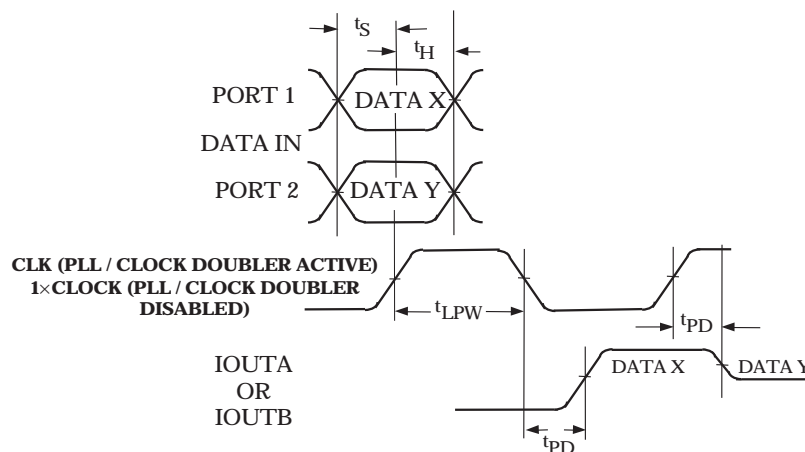 tS
tH
PORT 1
DATA X
DATA IN
PORT 2
DATA Y
CLK (PLL / CLOCK DOUBLER ACTIVE)
1×CLOCK (PLL / CLOCK DOUBLER
DISABLED)
tLPW
tPD
IOUTA
OR
IOUTB
DATA X
DATA Y
tPD